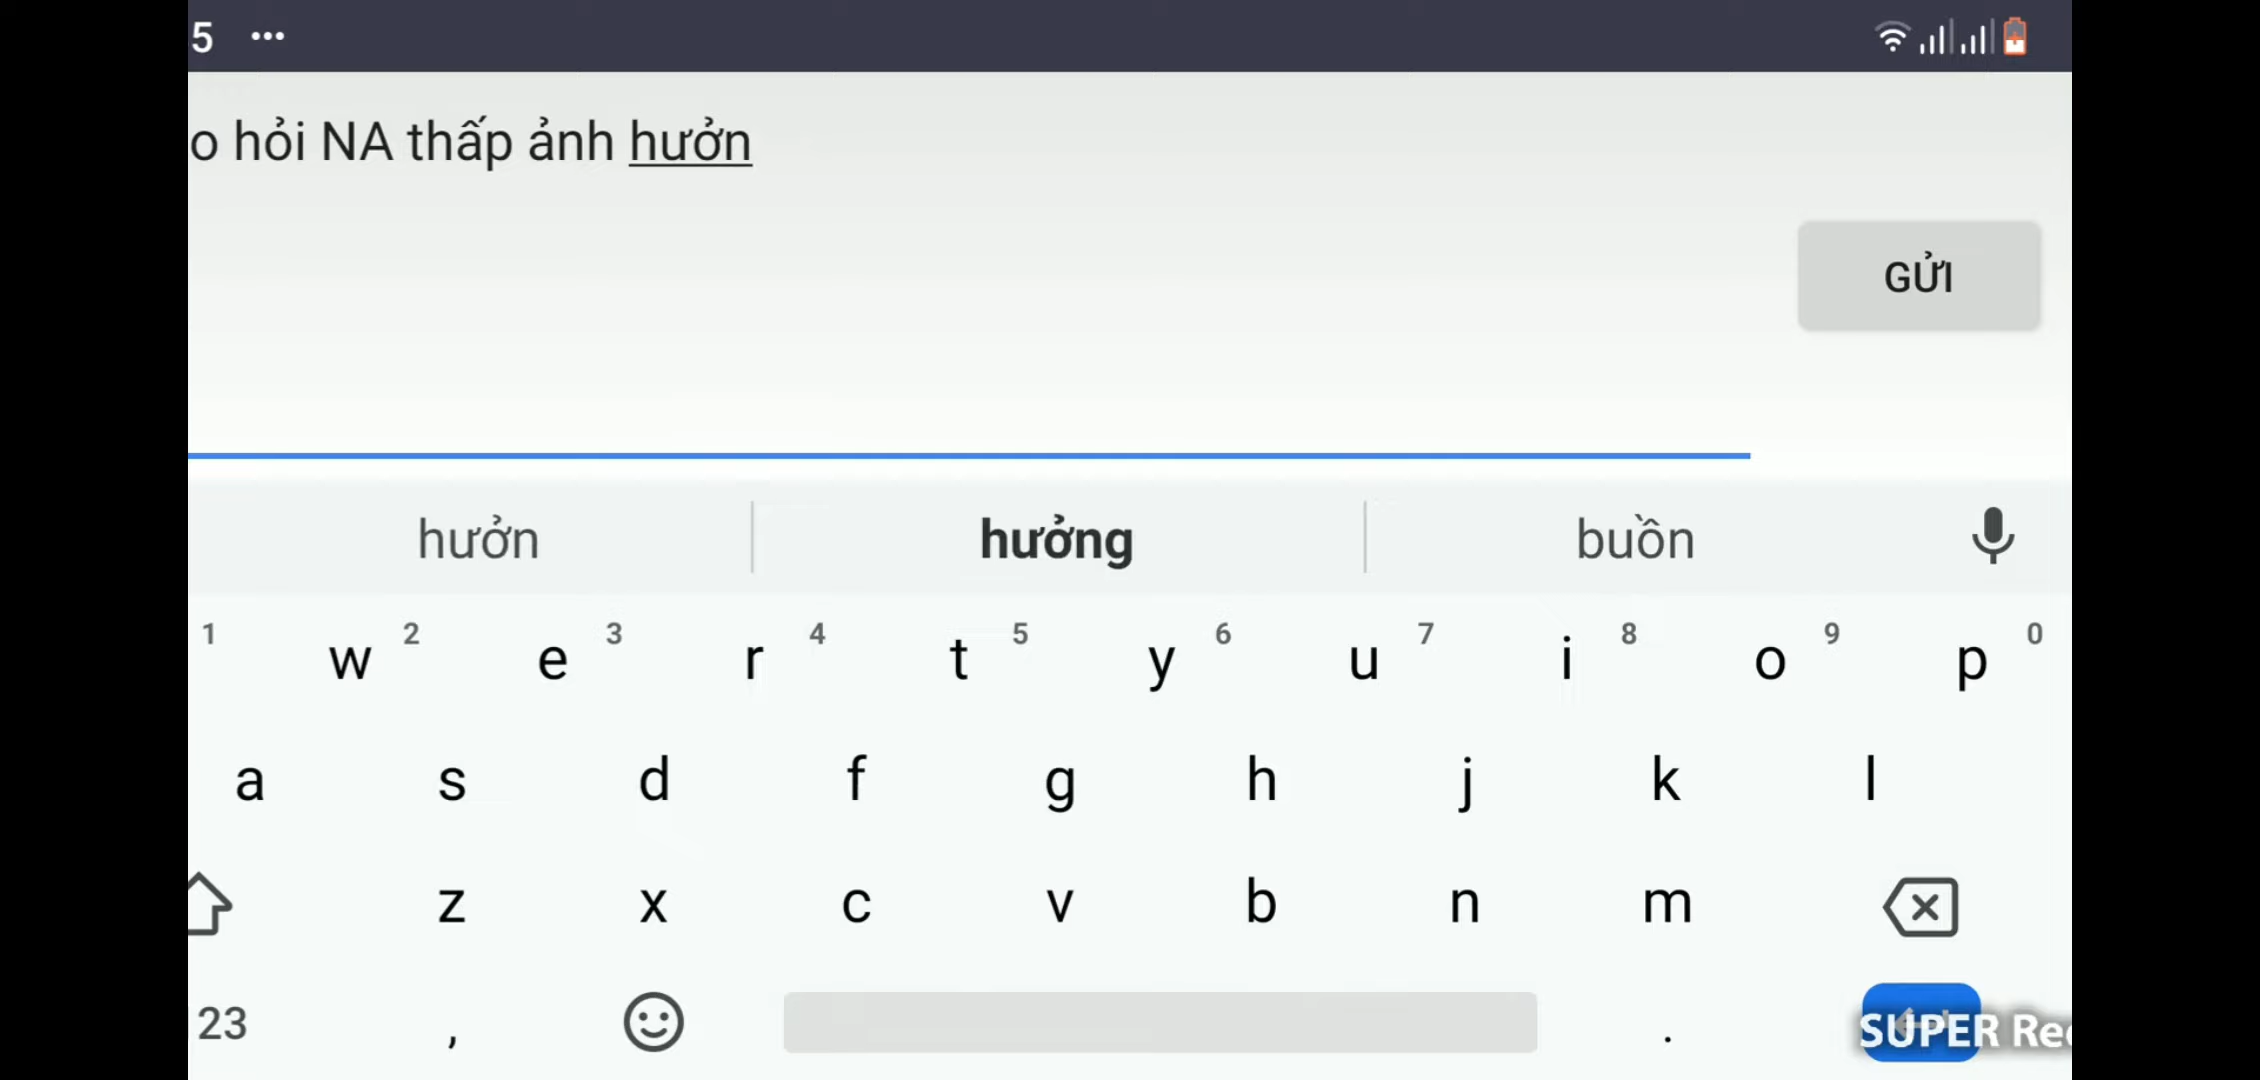 5 ...
o hỏi NA thấp ảnh hưởn
GỬI
hưởn hưởng buồn
1 2 3 4 5 6 7 8 9 0
w e r t y u i o p
a s d f g h j k l
z x c v b n m
23 , .
SUPER Rec